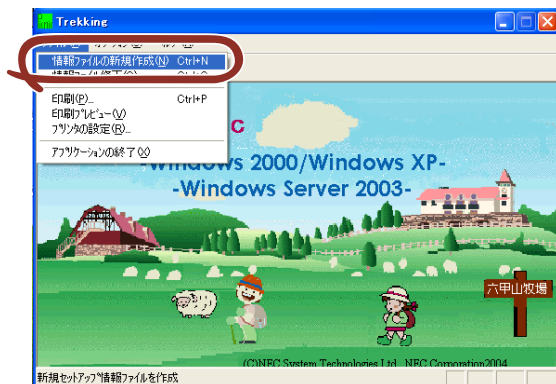 Trekking
情報ファイルの新規作成(N) Ctrl+N
印刷(P)... Ctrl+P
印刷プレビュー(V)
プリンタの設定(R)...
アプリケーションの終了(X)
C
-Windows 2000/Windows XP-
-Windows Server 2003-
六甲山牧場
(C)NEC System Technologies,Ltd., NEC Corporation2004
新規セットアップ情報ファイルを作成